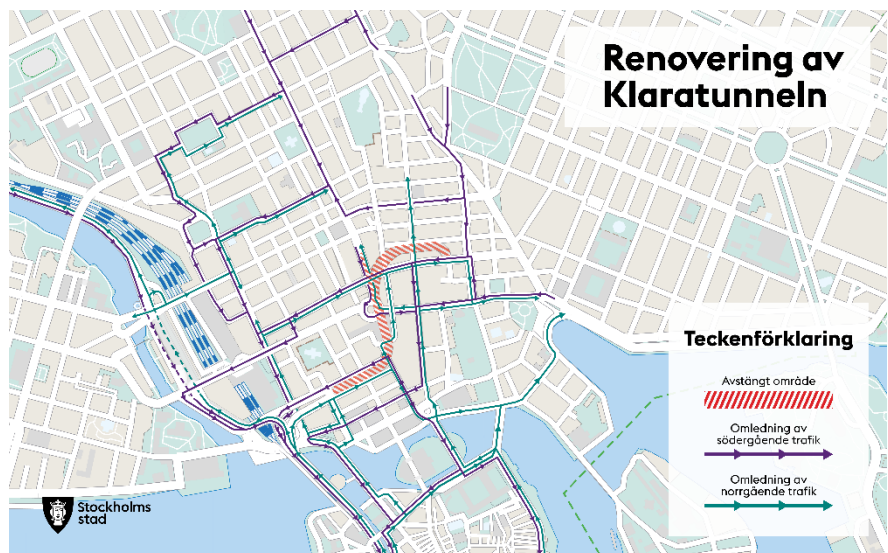 Renovering av
Klaratunneln
Teckenförklaring
Avstängt område
Omledning av
södergående trafik
Omledning av
norrgående trafik
Stockholms
stad